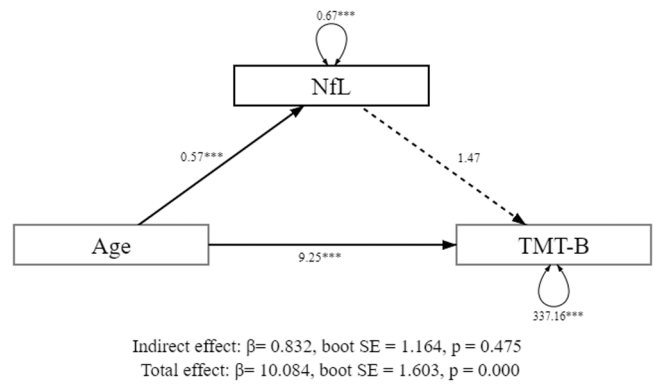 0.67***
NfL
0.57***
1.47
Age
TMT-B
9.25***
337.16***
Indirect effect: β= 0.832, boot SE = 1.164, p = 0.475
Total effect: β= 10.084, boot SE = 1.603, p = 0.000